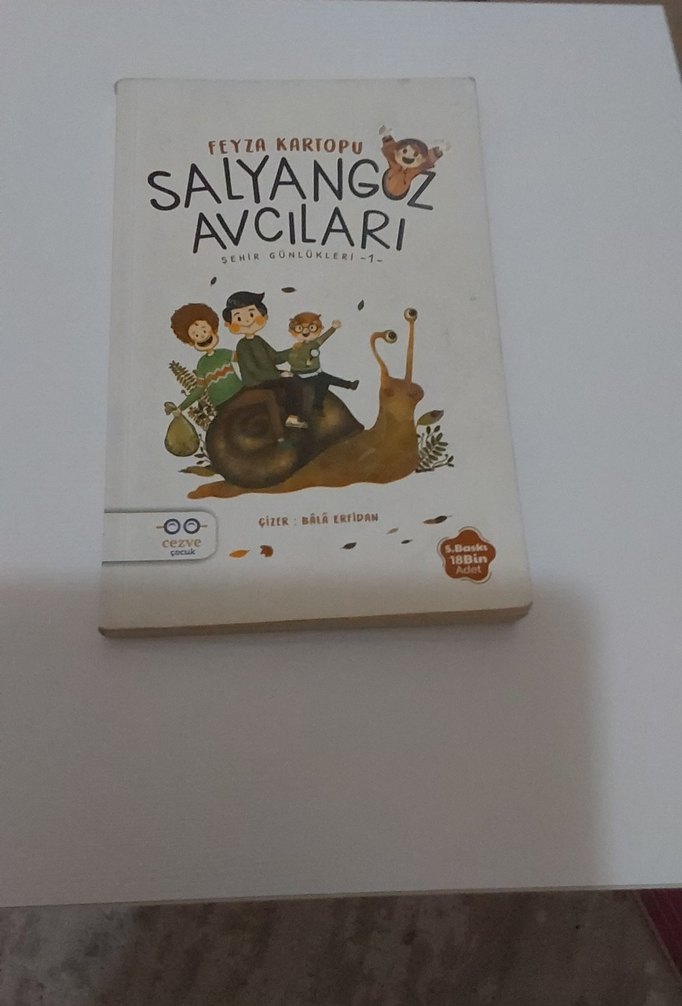 FEYZA KARTOPU
SALYANGOZ
AVCILARI
ŞEHİR GÜNLÜKLERİ -1-
ÇİZER : BÂLÂ ERFİDAN
cezve
çocuk
5.Baskı
18Bin
Adet